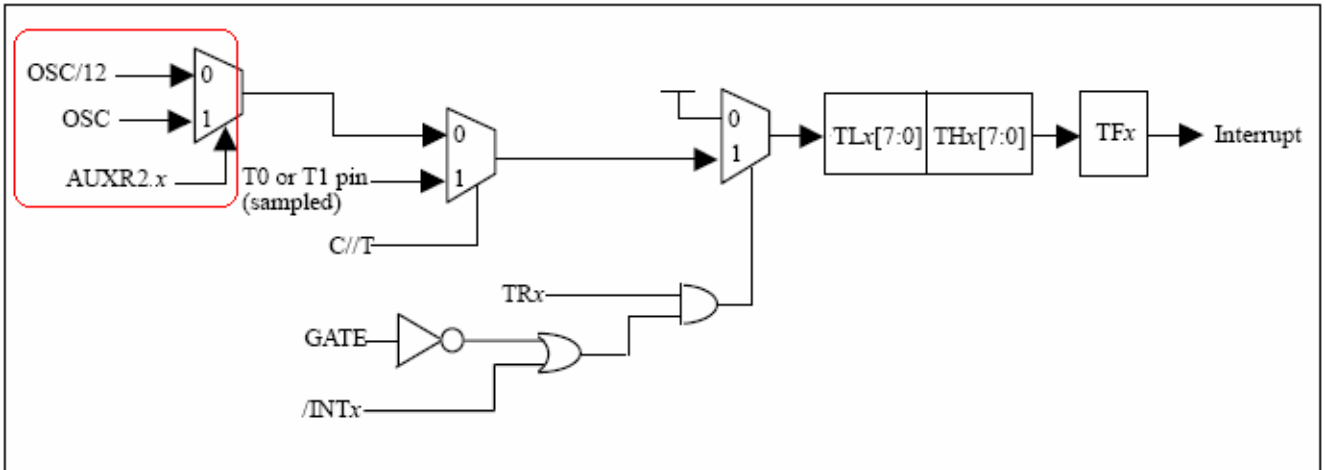 OSC/12
0
OSC
1
AUXR2.x
0
T0 or T1 pin
(sampled)
1
C//T
0
1
TLx[7:0]
THx[7:0]
TFx
Interrupt
TRx
GATE
/INTx